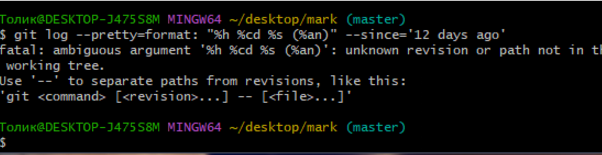 Толик@DESKTOP-J475S8M MINGW64 ~/desktop/mark (master)
$ git log --pretty=format: "%h %cd %s (%an)" --since='12 days ago'
fatal: ambiguous argument '%h %cd %s (%an)': unknown revision or path not in th
 working tree.
Use '--' to separate paths from revisions, like this:
'git <command> [<revision>...] -- [<file>...]'
Толик@DESKTOP-J475S8M MINGW64 ~/desktop/mark (master)
$